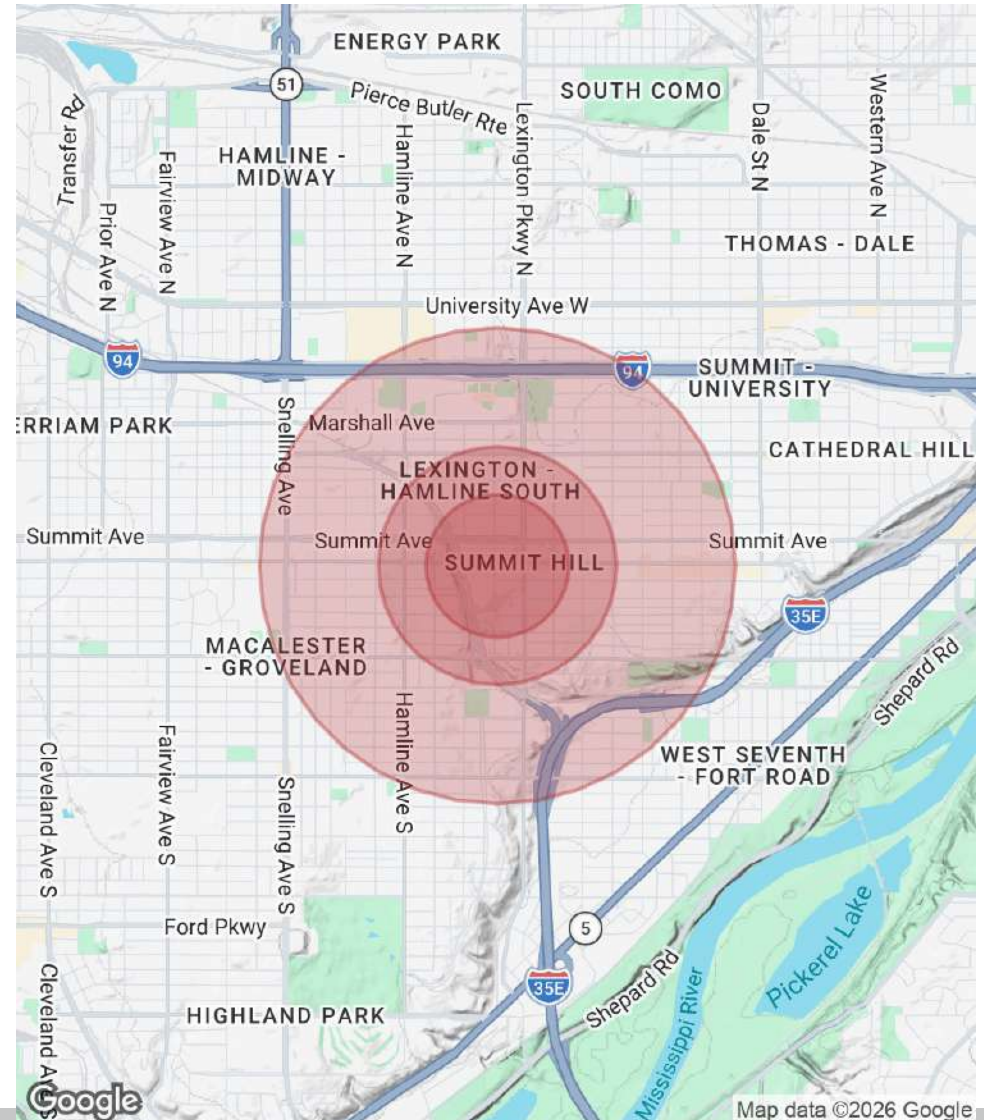 ENERGY PARK
51
Pierce Butler Rte
SOUTH COMO
Transfer Rd
Fairview Ave N
Prior Ave N
HAMLINE -
MIDWAY
Hamline Ave N
Lexington Pkwy N
Dale St N
Western Ave N
THOMAS - DALE
University Ave W
94
94
SUMMIT -
UNIVERSITY
ERRIAM PARK
Snelling Ave
Marshall Ave
CATHEDRAL HILL
LEXINGTON -
HAMLINE SOUTH
Summit Ave
Summit Ave
Summit Ave
SUMMIT HILL
35E
MACALESTER
- GROVELAND
Shepard Rd
Hamline Ave S
Fairview Ave S
Cleveland Ave S
Snelling Ave S
WEST SEVENTH
- FORT ROAD
Ford Pkwy
5
Pickerel Lake
35E
Shepard Rd
Cleveland Ave S
HIGHLAND PARK
Mississippi River
Google
Map data ©2026 Google